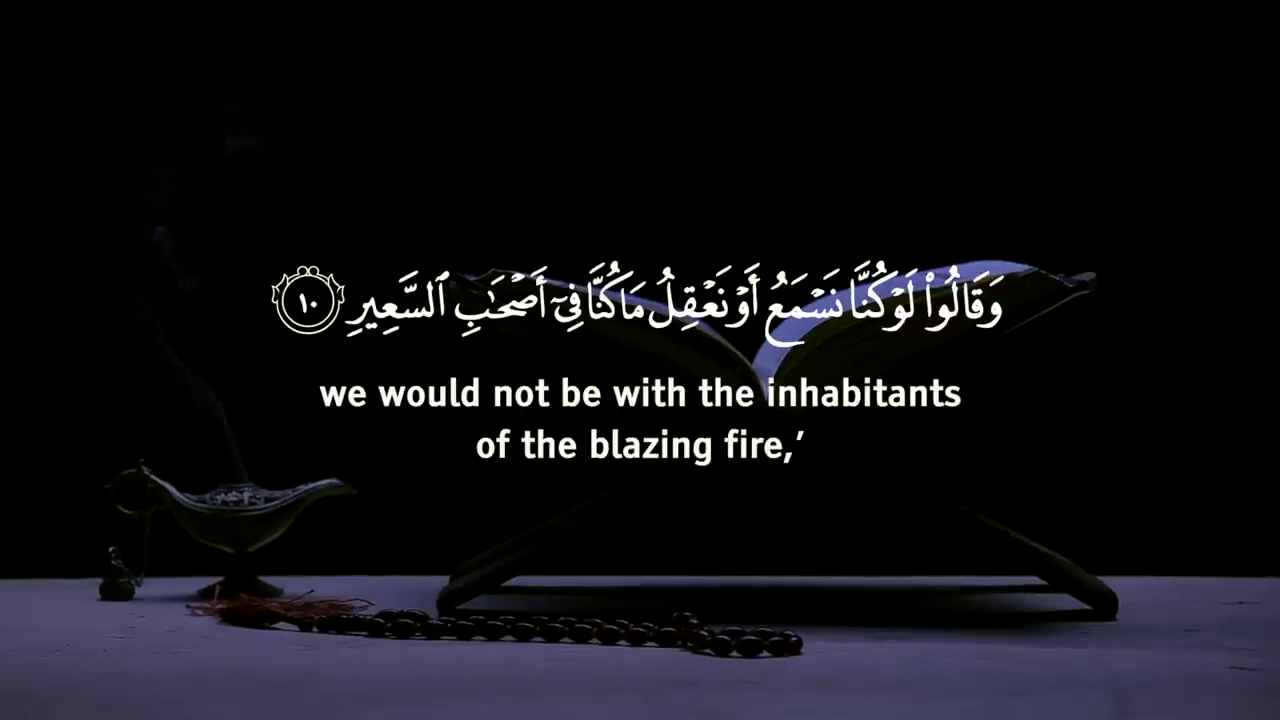 وَقَالُوا۟ لَوْ كُنَّا نَسْمَعُ أَوْ نَعْقِلُ مَا كُنَّا فِىٓ أَصْحَـٰبِ ٱلسَّعِيرِ ١٠
we would not be with the inhabitants
of the blazing fire,’